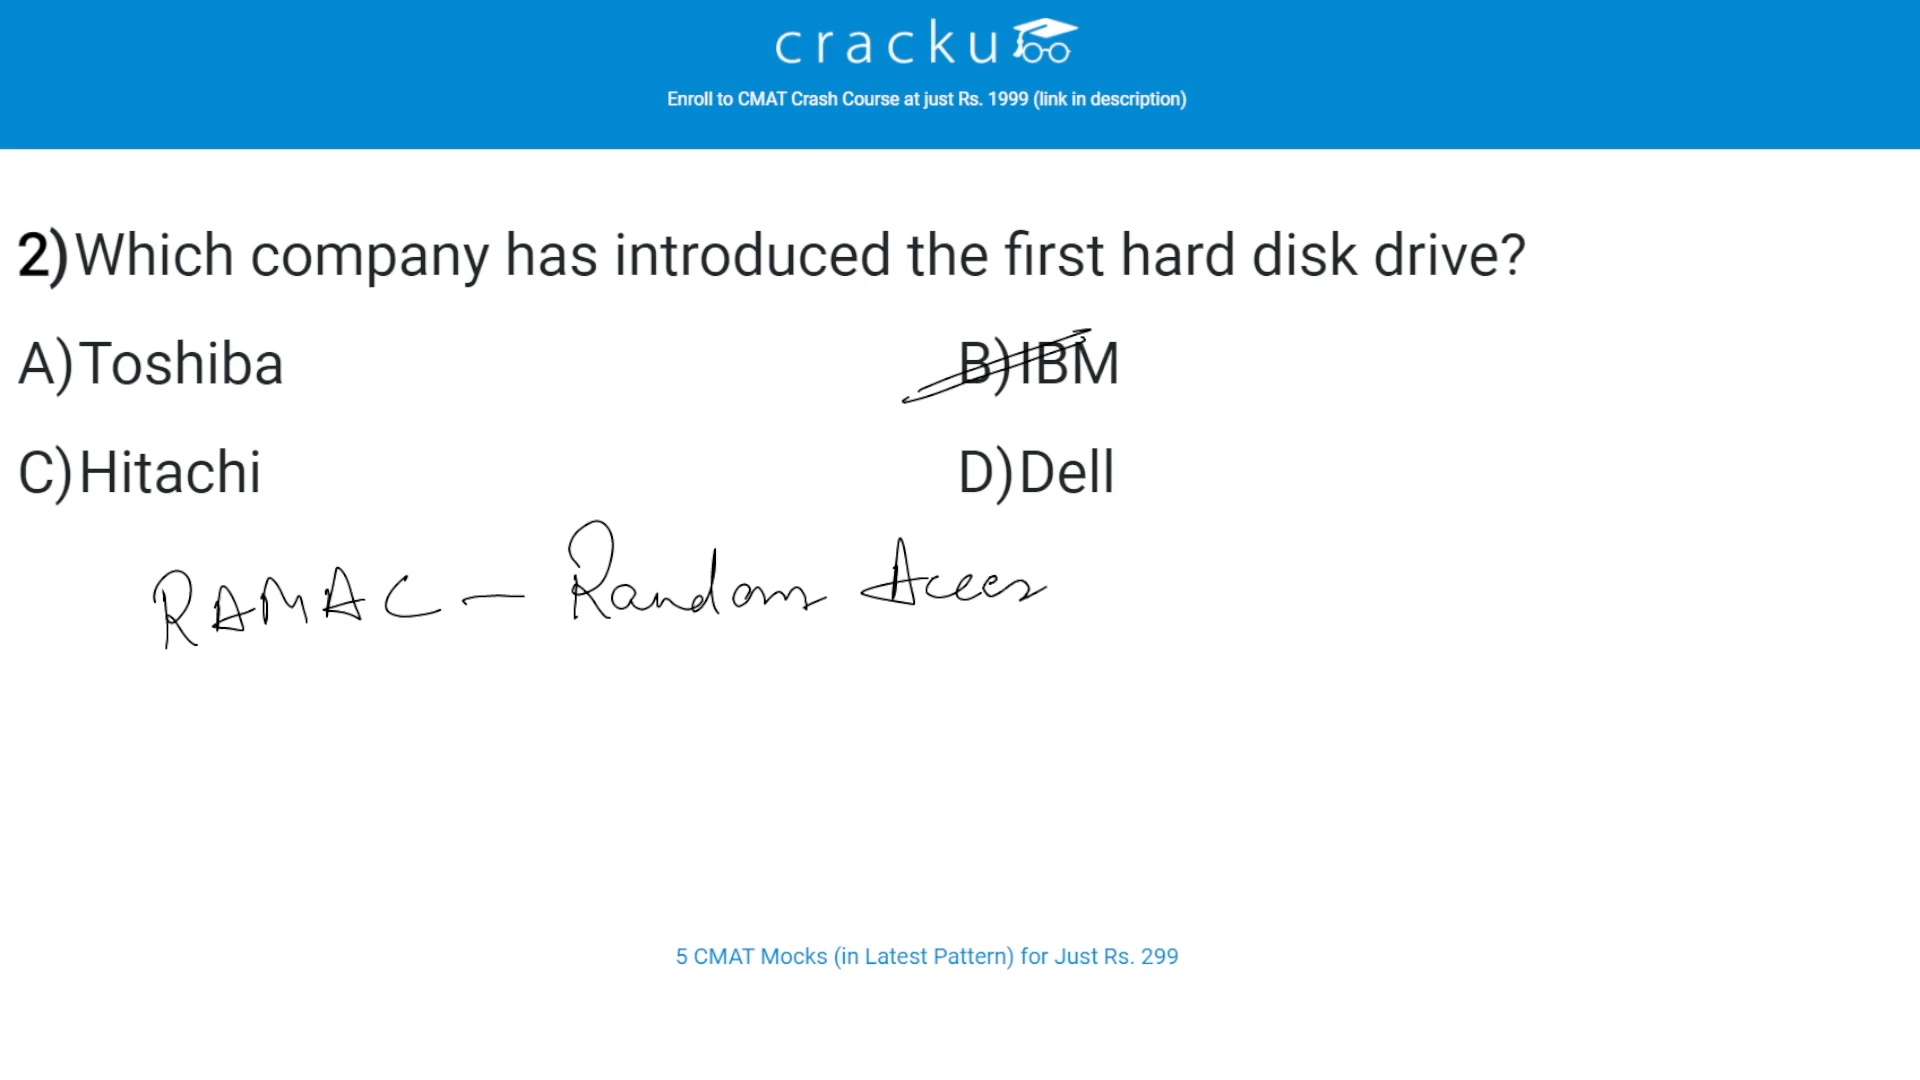 cracku
Enroll to CMAT Crash Course at just Rs. 1999 (link in description)
2)Which company has introduced the first hard disk drive?
A)Toshiba B)IBM
C)Hitachi D)Dell
RAMAC - Random Acces
5 CMAT Mocks (in Latest Pattern) for Just Rs. 299